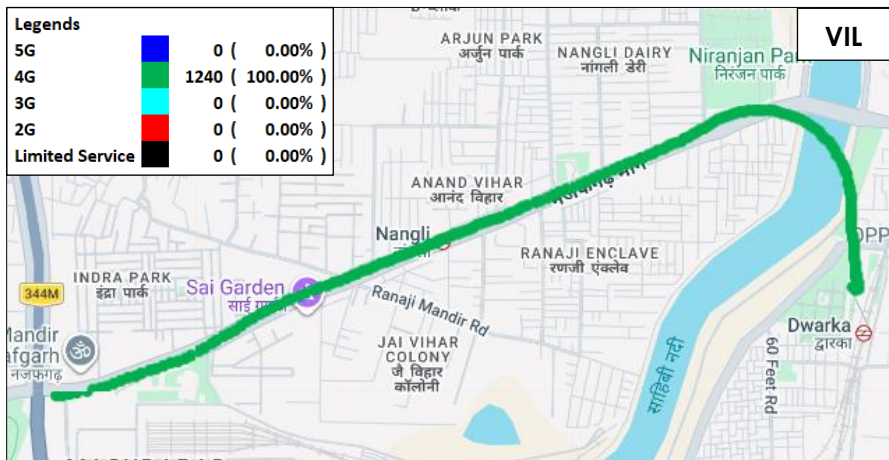 Legends
5G 0 ( 0.00% )
4G 1240 ( 100.00% )
3G 0 ( 0.00% )
2G 0 ( 0.00% )
Limited Service 0 ( 0.00% )
VIL
ARJUN PARK
अर्जुन पार्क
NANGLI DAIRY
नांगली डेरी
Niranjan Park
निरंजन पार्क
ANAND VIHAR
आनंद विहार
Nangli
RANAJI ENCLAVE
रणजी एंक्लेव
INDRA PARK
इंद्रा पार्क
Sai Garden
साई
344M
Ranaji Mandir Rd
Mandir
नजफगढ़
JAI VIHAR
COLONY
जै विहार
कॉलोनी
साहिबी नदी
60 Feet Rd
Dwarka
द्वारका